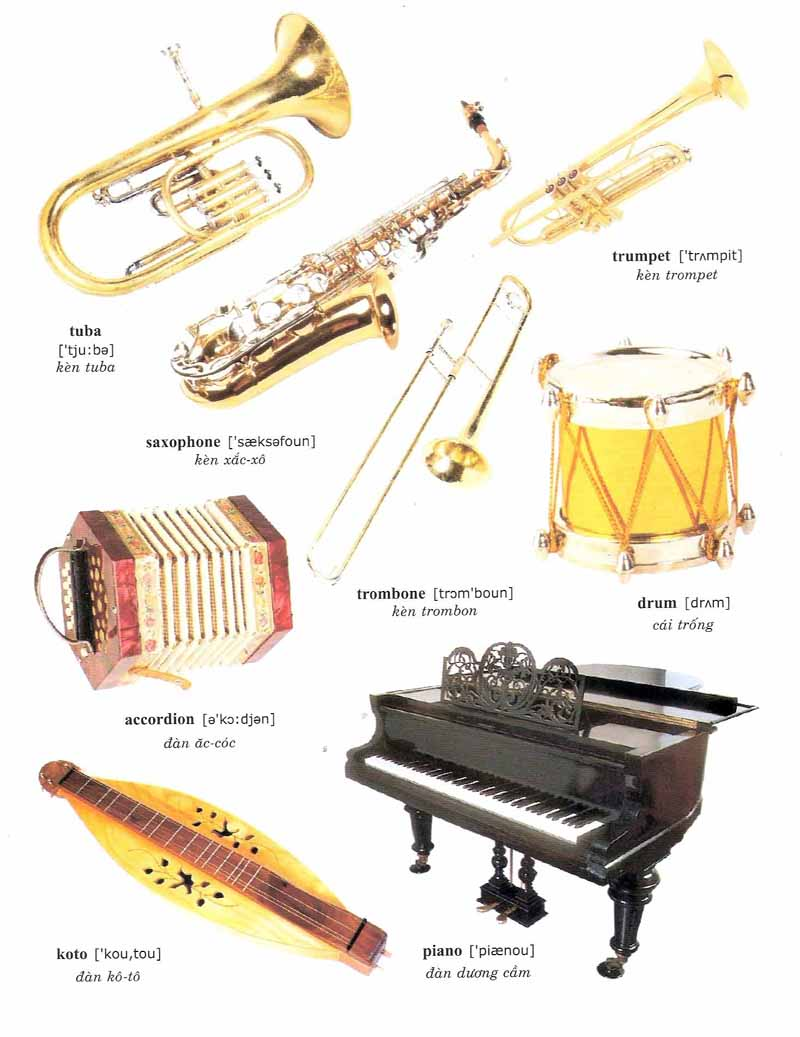 trumpet ['trʌmpit]
kèn trompet
tuba
['tju:bə]
kèn tuba
saxophone ['sæksəfoun]
kèn xắc-xô
trombone [trɔm'boun]
kèn trombon
drum [drʌm]
cái trống
accordion [ə'kɔ:djən]
đàn ăc-cóc
koto ['kou,tou]
đàn kô-tô
piano ['piænou]
đàn dương cầm